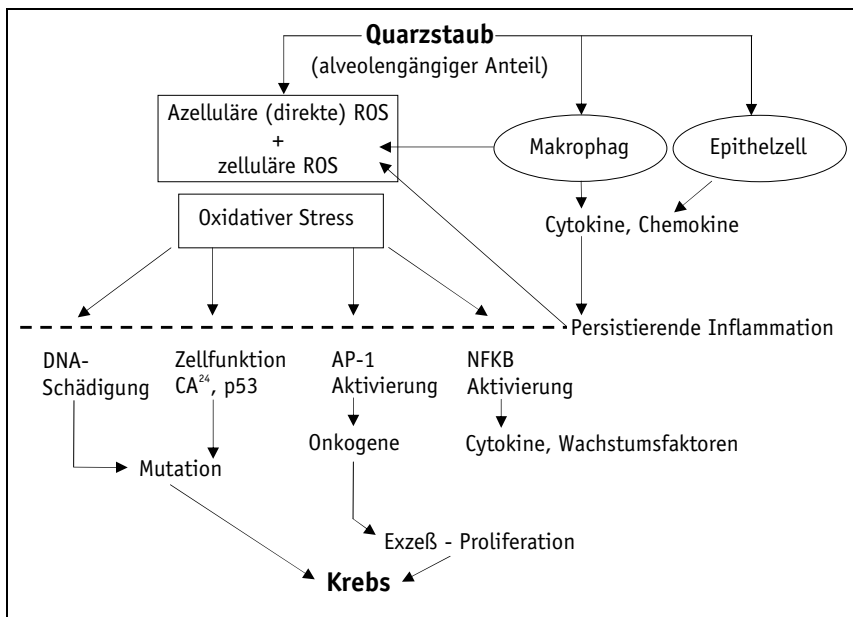 Quarzstaub
(alveolengängiger Anteil)
Azelluläre (direkte) ROS
+
zelluläre ROS
Makrophag
Epithelzell
Oxidativer Stress
Cytokine, Chemokine
Persistierende Inflammation
DNA-
Schädigung
Zellfunktion
CA²⁴, p53
AP-1
Aktivierung
NFKB
Aktivierung
Onkogene
Cytokine, Wachstumsfaktoren
Mutation
Exzeß - Proliferation
Krebs